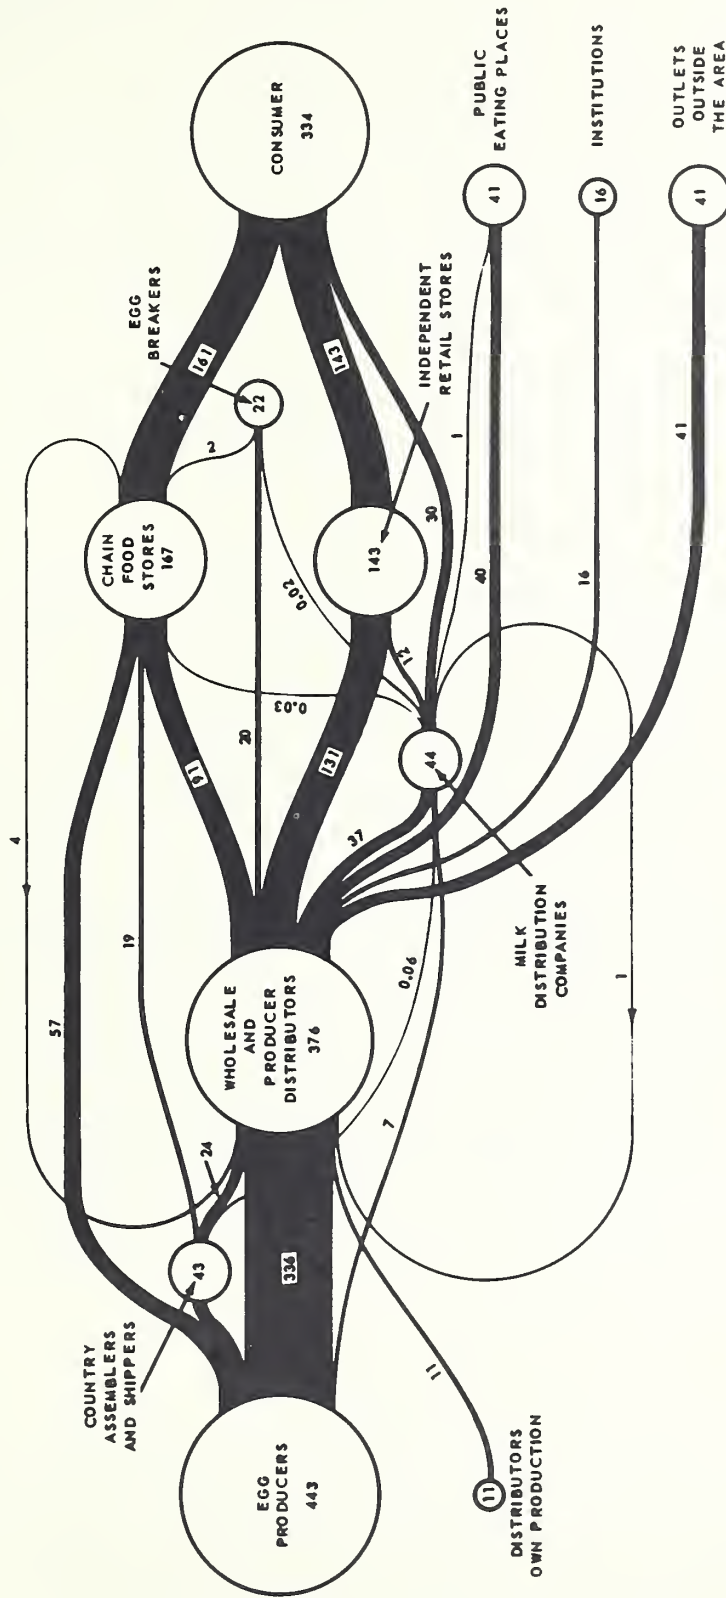 EGG
PRODUCERS
443
DISTRIBUTORS
OWN PRODUCTION
11
11
COUNTRY
ASSEMBLERS
AND SHIPPERS
43
24
336
57
19
4
7
WHOLESALE
AND
PRODUCER
DISTRIBUTORS
376
0.06
1
91
20
131
37
MILK
DISTRIBUTION
COMPANIES
44
0.03
0.02
12
CHAIN
FOOD
STORES
167
143
INDEPENDENT
RETAIL STORES
2
EGG
BREAKERS
22
161
143
30
1
40
16
41
CONSUMER
334
PUBLIC
EATING PLACES
41
INSTITUTIONS
16
OUTLETS
OUTSIDE
THE AREA
41